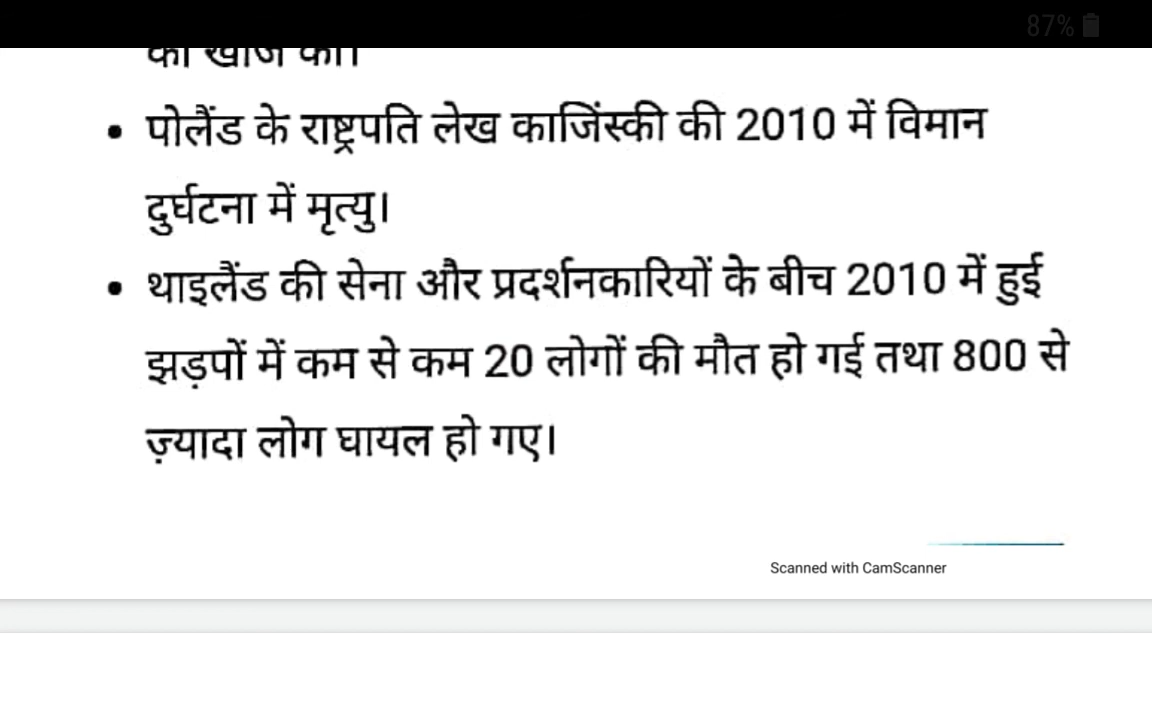 87%
की खोज की।
• पोलैंड के राष्ट्रपति लेख काजिंस्की की 2010 में विमान
दुर्घटना में मृत्यु।
• थाइलैंड की सेना और प्रदर्शनकारियों के बीच 2010 में हुई
झड़पों में कम से कम 20 लोगों की मौत हो गई तथा 800 से
ज़्यादा लोग घायल हो गए।
Scanned with CamScanner